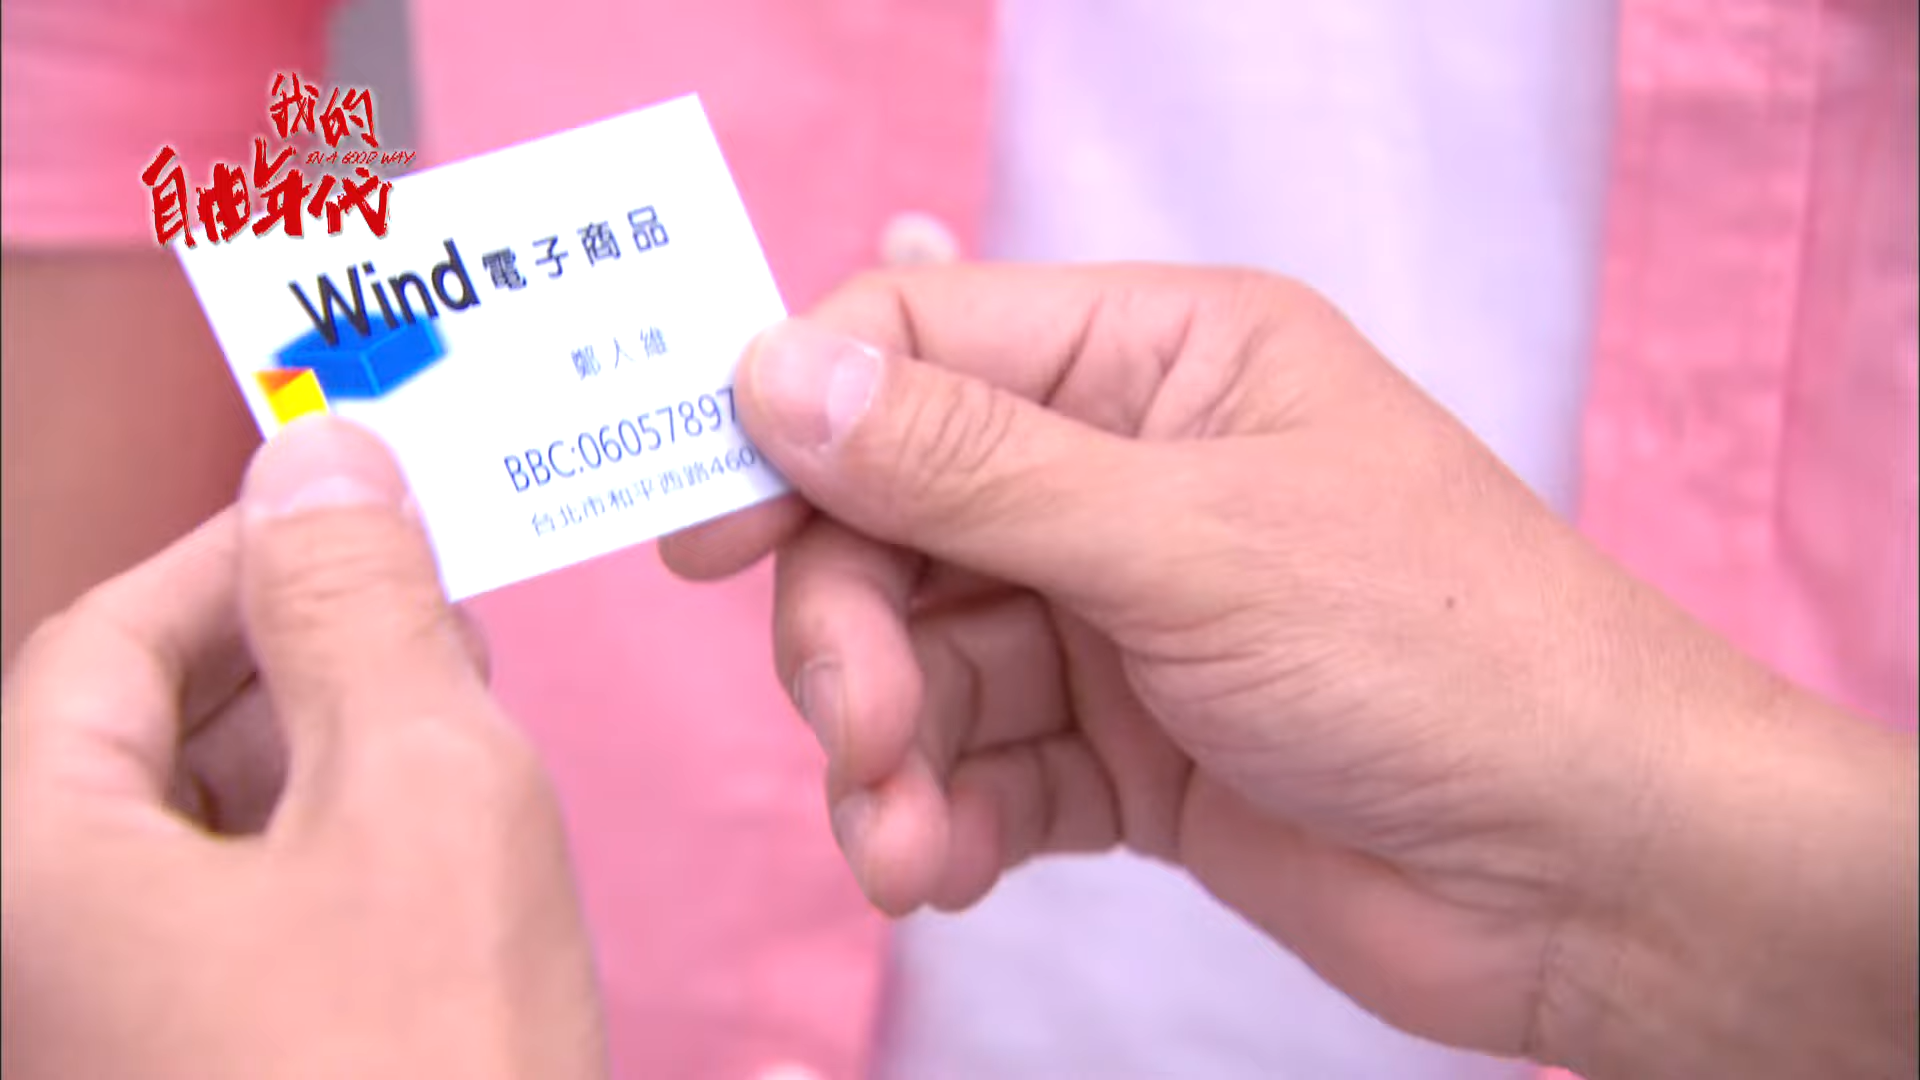 我的
自由年代
IN A GOOD WAY
Wind 電子商品
鄭人維
BBC:0605789
台北市和平西路460